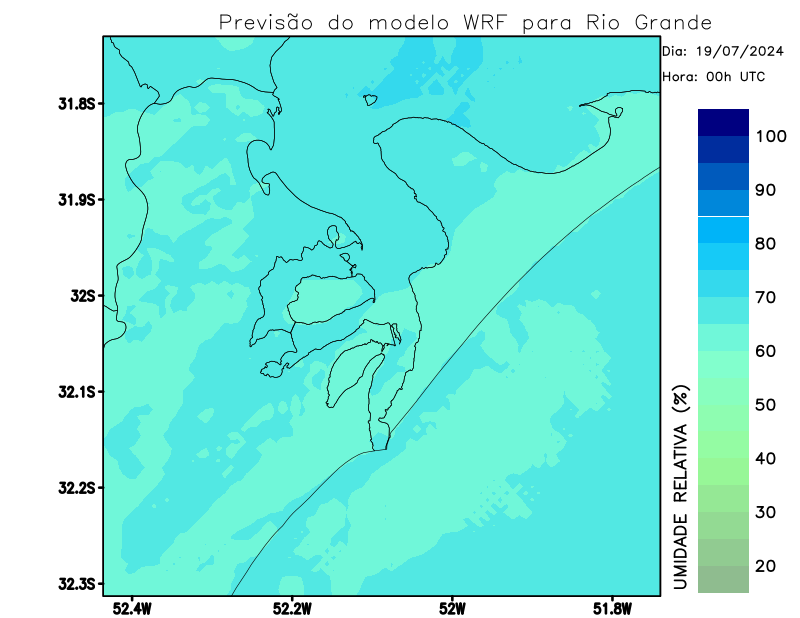 Previsão do modelo WRF para Rio Grande
Dia: 19/07/2024
Hora: 00h UTC
31.8S
31.9S
32S
32.1S
32.2S
32.3S
52.4W
52.2W
52W
51.8W
100
90
80
70
60
50
40
30
20
UMIDADE RELATIVA (%)